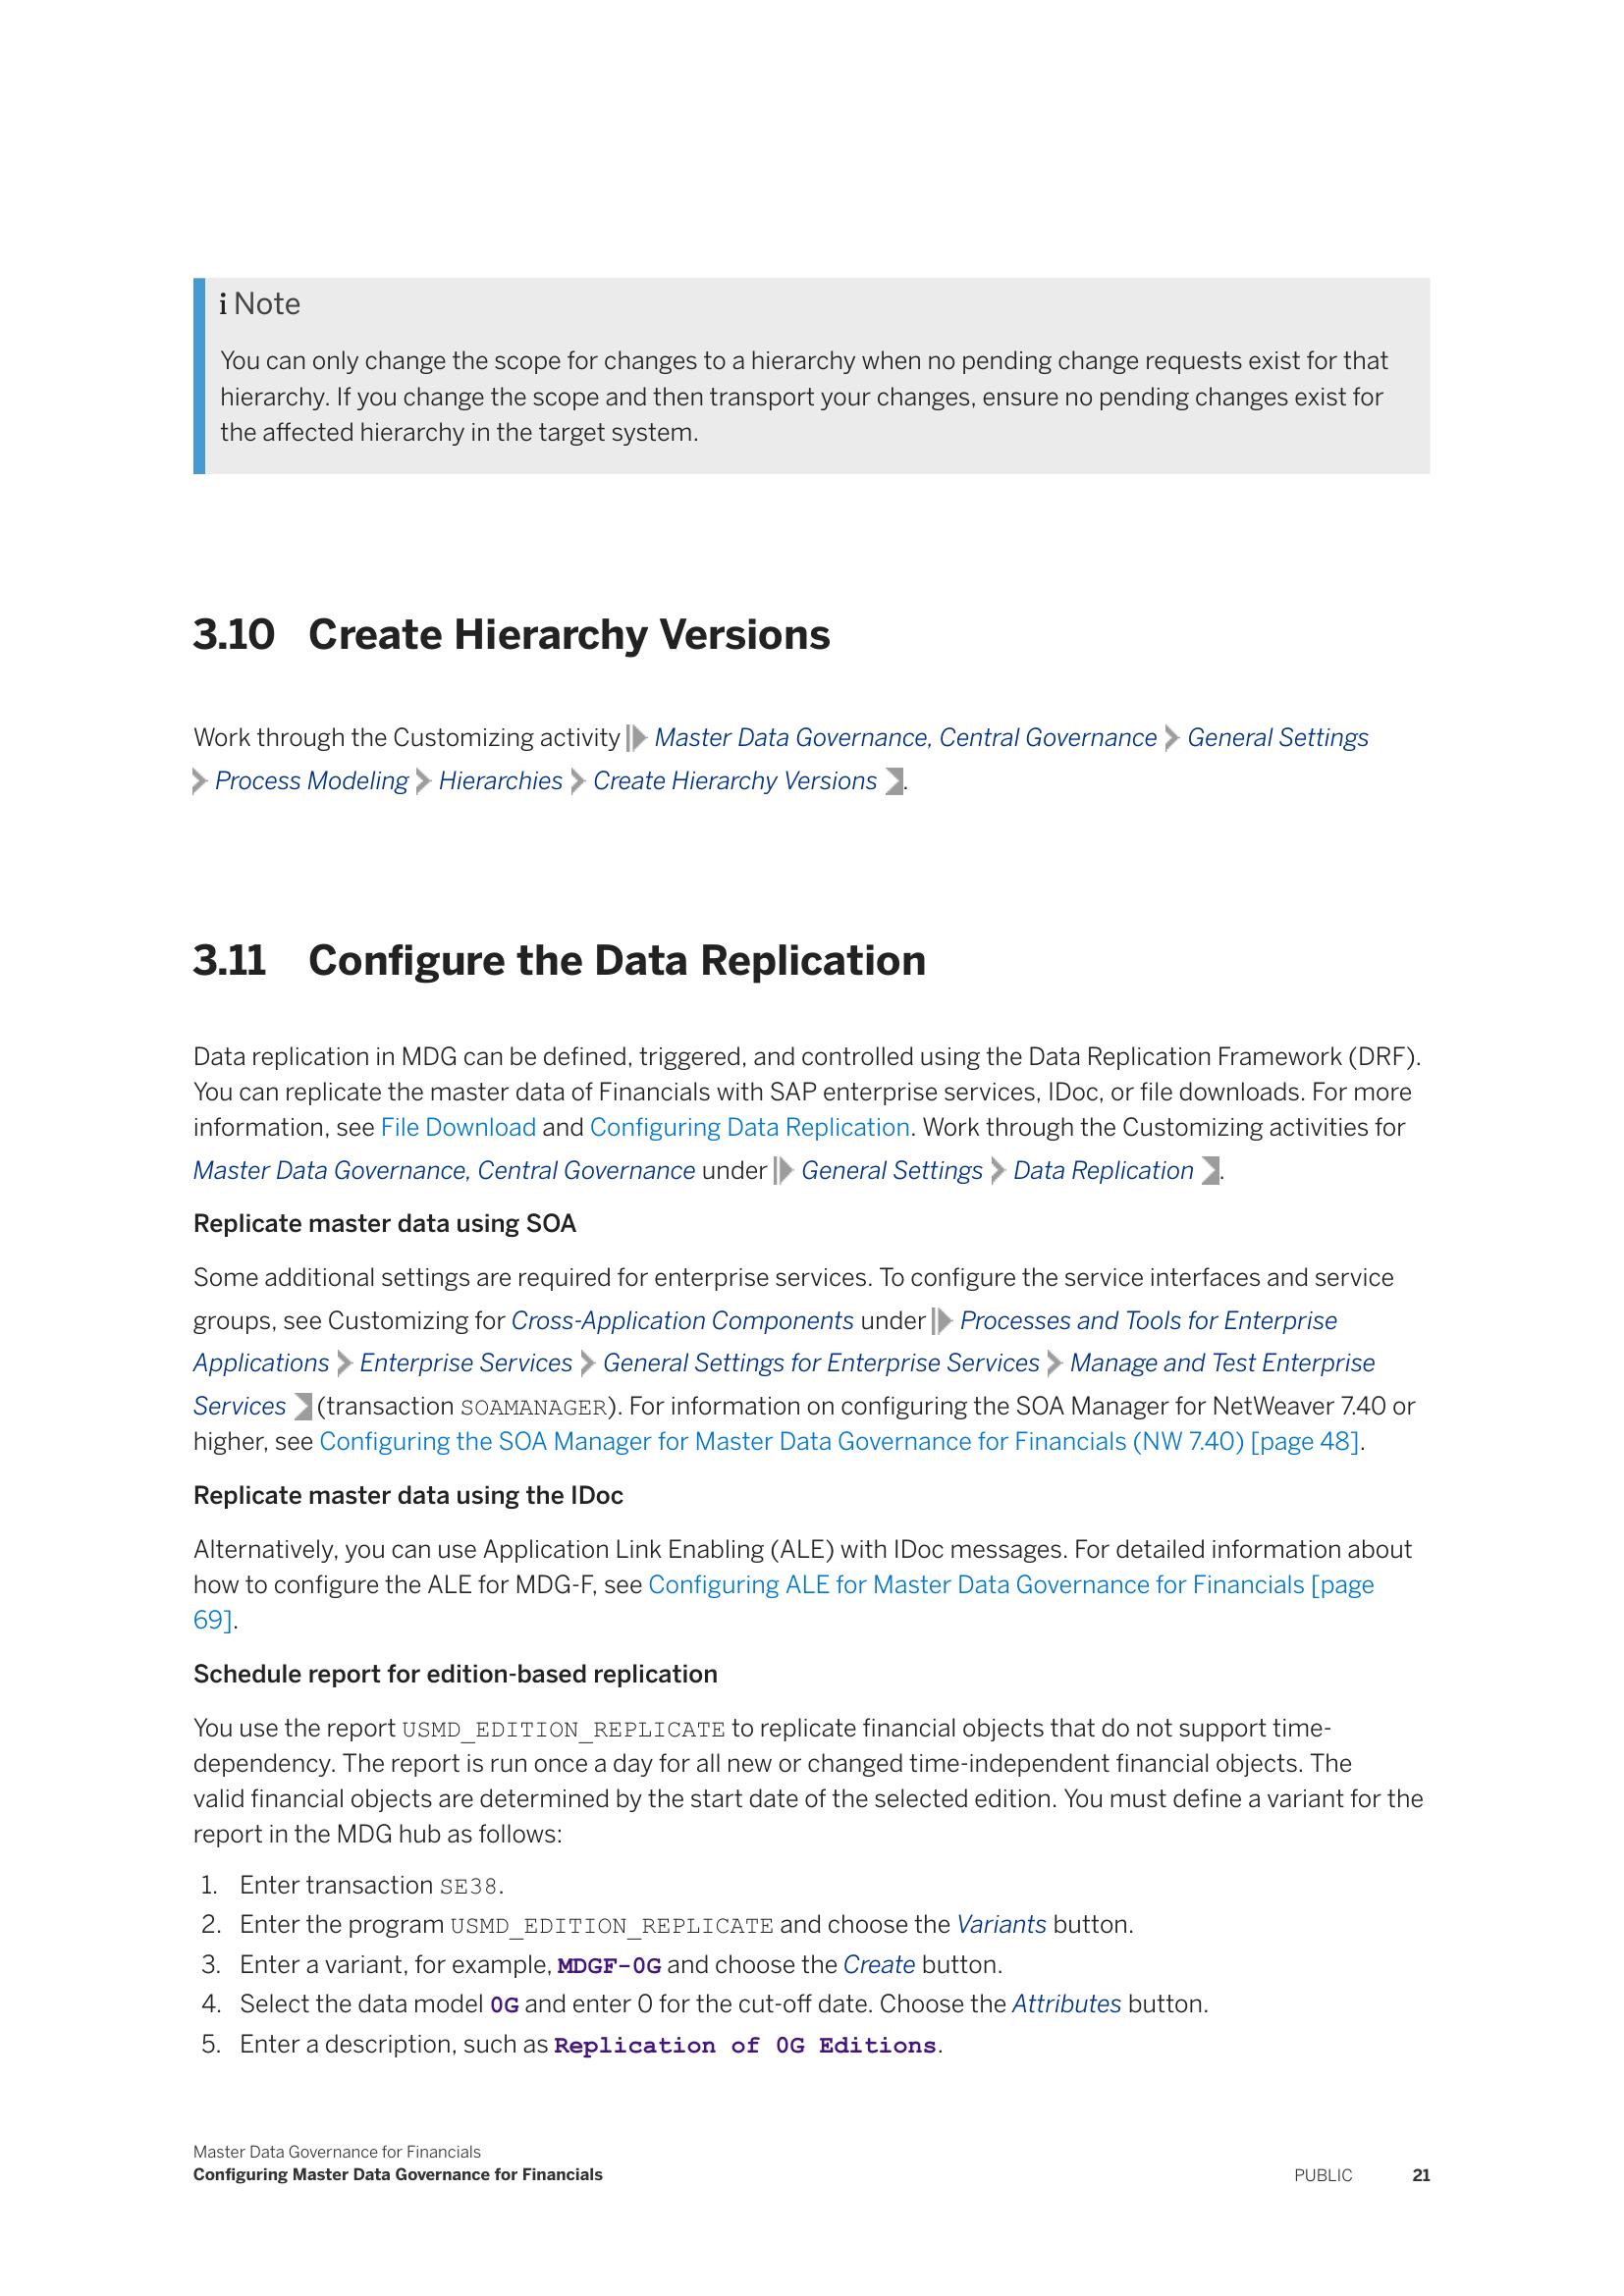 i Note
You can only change the scope for changes to a hierarchy when no pending change requests exist for that
hierarchy. If you change the scope and then transport your changes, ensure no pending changes exist for
the affected hierarchy in the target system.
3.10 Create Hierarchy Versions
Work through the Customizing activity Master Data Governance, Central Governance General Settings
Process Modeling Hierarchies Create Hierarchy Versions .
3.11 Configure the Data Replication
Data replication in MDG can be defined, triggered, and controlled using the Data Replication Framework (DRF).
You can replicate the master data of Financials with SAP enterprise services, IDoc, or file downloads. For more
information, see File Download and Configuring Data Replication. Work through the Customizing activities for
Master Data Governance, Central Governance under General Settings Data Replication .
Replicate master data using SOA
Some additional settings are required for enterprise services. To configure the service interfaces and service
groups, see Customizing for Cross-Application Components under Processes and Tools for Enterprise
Applications Enterprise Services General Settings for Enterprise Services Manage and Test Enterprise
Services (transaction SOAMANAGER). For information on configuring the SOA Manager for NetWeaver 7.40 or
higher, see Configuring the SOA Manager for Master Data Governance for Financials (NW 7.40) [page 48].
Replicate master data using the IDoc
Alternatively, you can use Application Link Enabling (ALE) with IDoc messages. For detailed information about
how to configure the ALE for MDG-F, see Configuring ALE for Master Data Governance for Financials [page
69].
Schedule report for edition-based replication
You use the report USMD_EDITION_REPLICATE to replicate financial objects that do not support time-
dependency. The report is run once a day for all new or changed time-independent financial objects. The
valid financial objects are determined by the start date of the selected edition. You must define a variant for the
report in the MDG hub as follows:
1. Enter transaction SE38.
2. Enter the program USMD_EDITION_REPLICATE and choose the Variants button.
3. Enter a variant, for example, MDGF-0G and choose the Create button.
4. Select the data model 0G and enter 0 for the cut-off date. Choose the Attributes button.
5. Enter a description, such as Replication of 0G Editions.
Master Data Governance for Financials
Configuring Master Data Governance for Financials PUBLIC 21